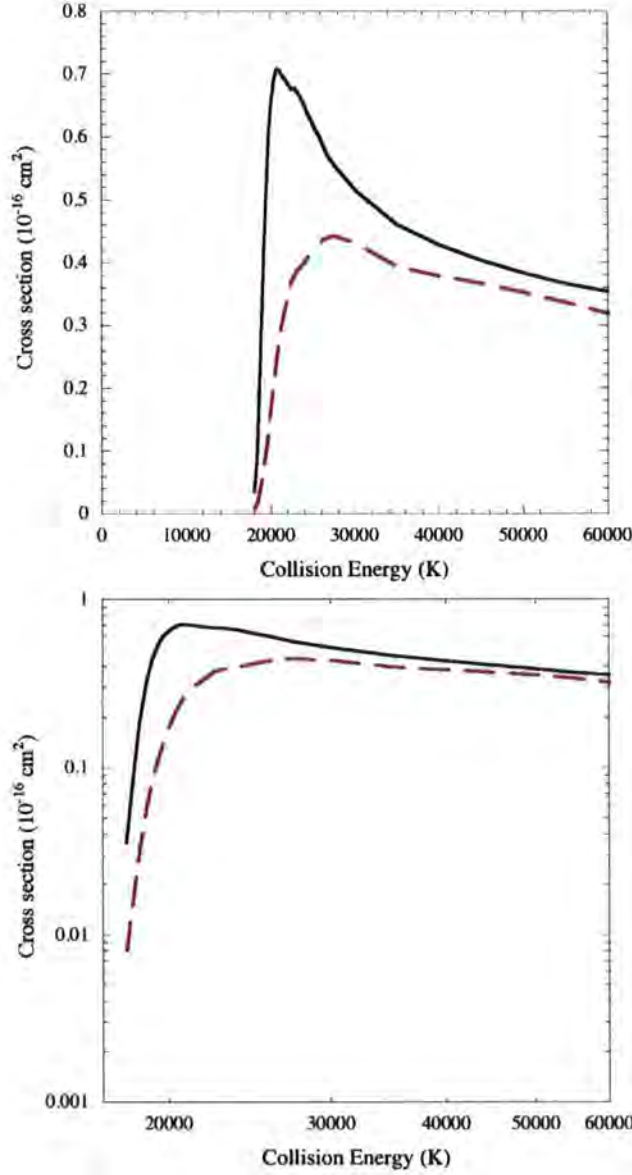 0.8
0.7
0.6
0.5
0.4
0.3
0.2
0.1
0
Cross section (10⁻¹⁶ cm²)
0 10000 20000 30000 40000 50000 60000
Collision Energy (K)
1
0.1
0.01
0.001
Cross section (10⁻¹⁶ cm²)
20000 30000 40000 50000 60000
Collision Energy (K)